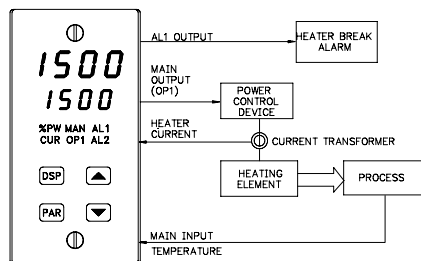 1500
1500
%PW MAN AL1
CUR OP1 AL2
DSP
PAR
AL1 OUTPUT
HEATER BREAK
ALARM
MAIN
OUTPUT
(OP1)
POWER
CONTROL
DEVICE
HEATER
CURRENT
CURRENT TRANSFORMER
HEATING
ELEMENT
PROCESS
MAIN INPUT
TEMPERATURE